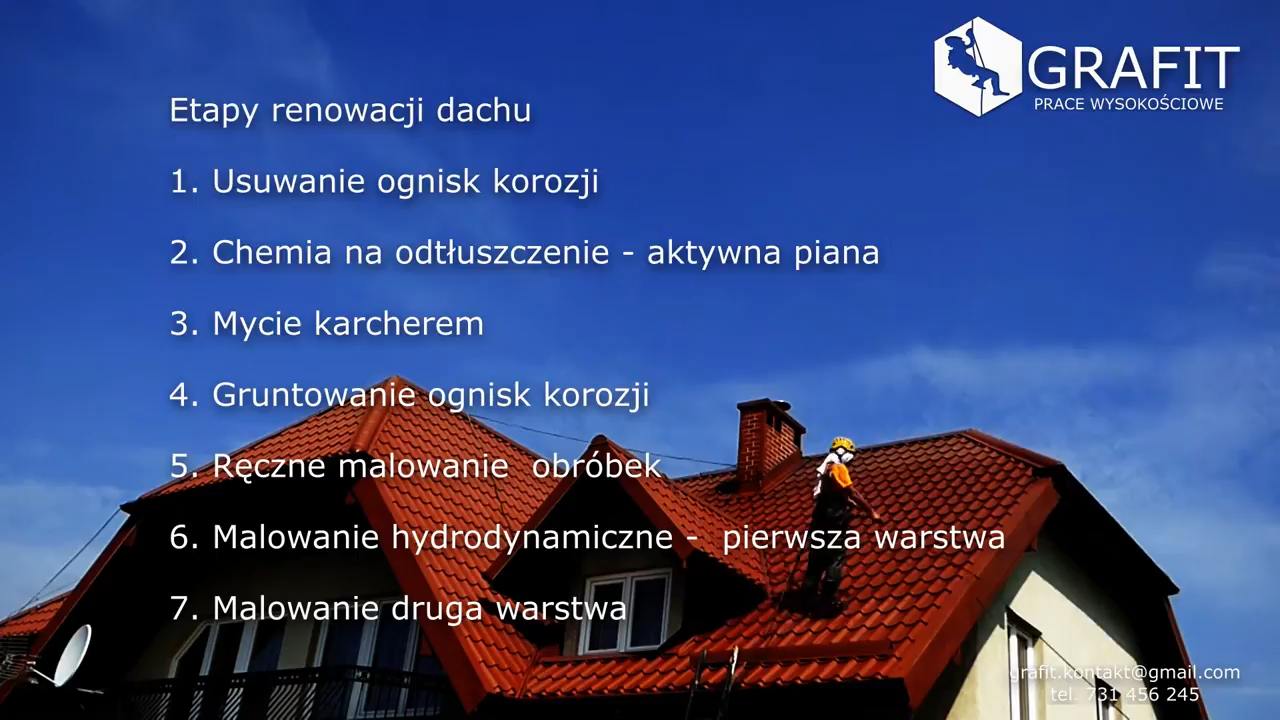 GRAFIT
PRACE WYSOKOŚCIOWE
Etapy renowacji dachu
1. Usuwanie ognisk korozji
2. Chemia na odtłuszczenie - aktywna piana
3. Mycie karcherem
4. Gruntowanie ognisk korozji
5. Ręczne malowanie  obróbek
6. Malowanie hydrodynamiczne -  pierwsza warstwa
7. Malowanie druga warstwa
grafit.kontakt@gmail.com
tel. 731 456 245